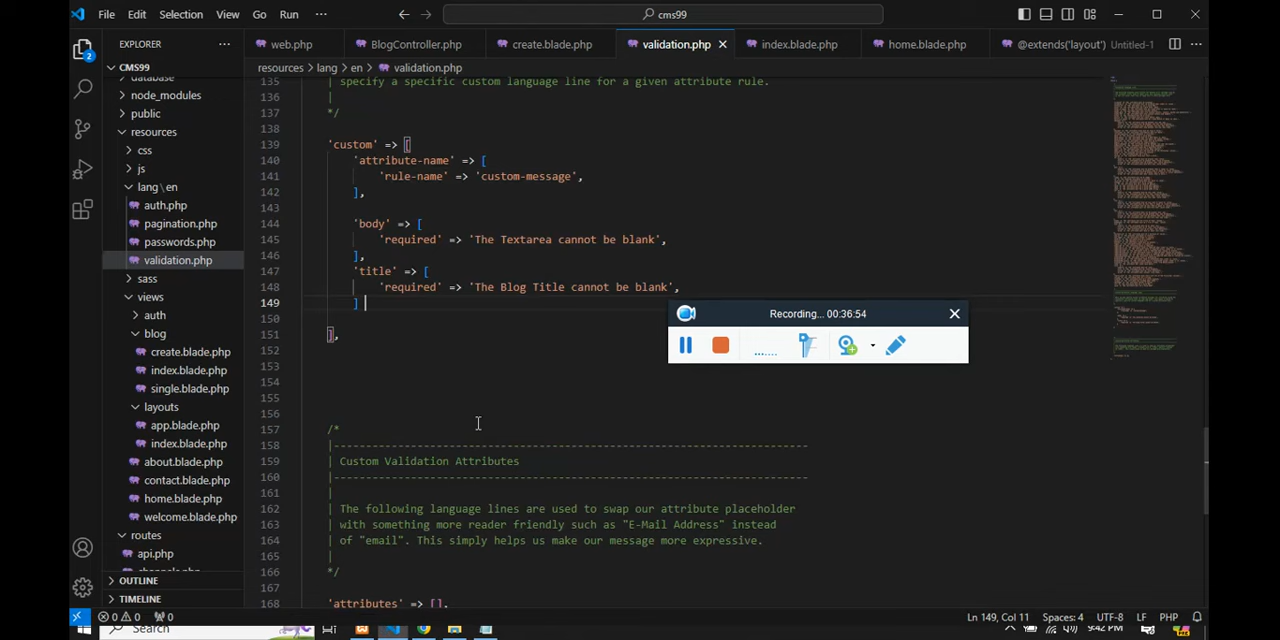 File Edit Selection View Go Run ··· cms99
EXPLORER ···
web.php BlogController.php create.blade.php validation.php index.blade.php home.blade.php @extends('layout') Untitled-1 ···
CMS99
resources > lang > en > validation.php
database
node_modules
public
resources
css
js
lang \ en
auth.php
pagination.php
passwords.php
validation.php
sass
views
auth
blog
create.blade.php
index.blade.php
single.blade.php
layouts
app.blade.php
index.blade.php
about.blade.php
contact.blade.php
home.blade.php
welcome.blade.php
routes
api.php
OUTLINE
TIMELINE
2
135 | specify a specific custom language line for a given attribute rule.
136 |
137 */
138
139 'custom' => [
140 'attribute-name' => [
141 'rule-name' => 'custom-message',
142 ],
143
144 'body' => [
145 'required' => 'The Textarea cannot be blank',
146 ],
147 'title' => [
148 'required' => 'The Blog Title cannot be blank',
149 ]
150
151 ],
152
153
154
155
156
157 /*
158 |--------------------------------------------------------------------------
159 | Custom Validation Attributes
160 |--------------------------------------------------------------------------
161 |
162 | The following language lines are used to swap our attribute placeholder
163 | with something more reader friendly such as "E-Mail Address" instead
164 | of "email". This simply helps us make our message more expressive.
165 |
166 */
167
168 'attributes' => [],
Recording... 00:36:54
0 0 0 Ln 149, Col 11 Spaces: 4 UTF-8 LF PHP
Search 9:42 PM